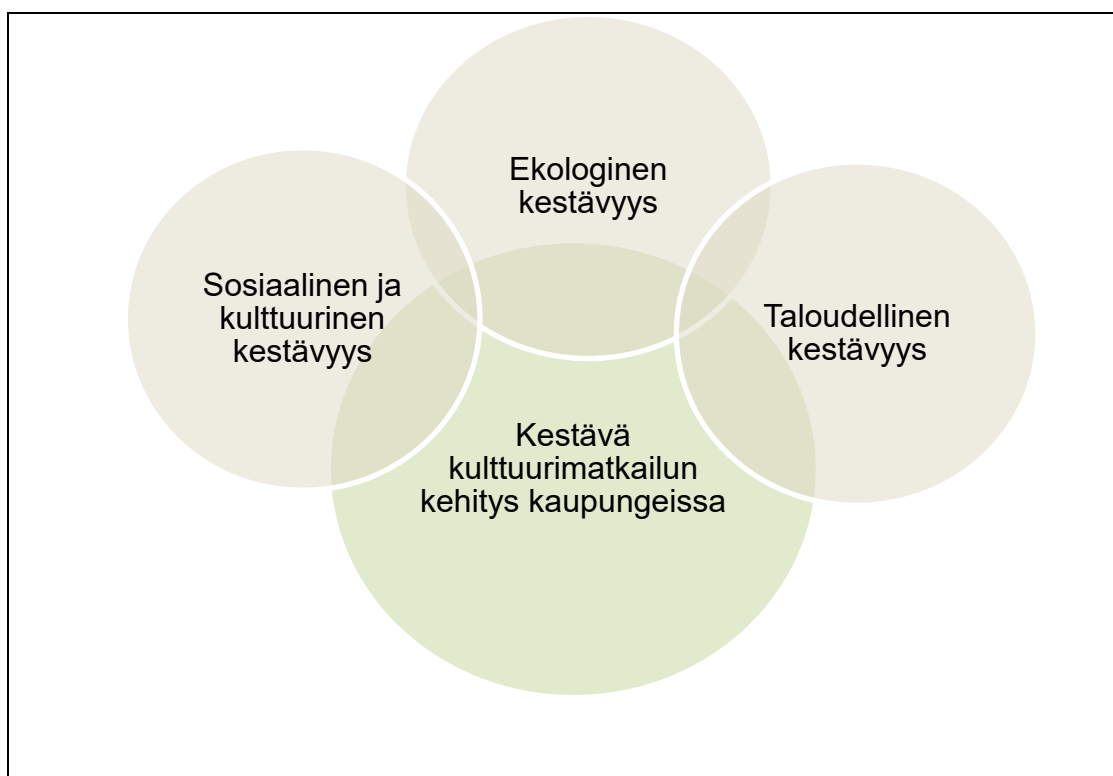 Ekologinen
kestävyys
Sosiaalinen ja
kulttuurinen
kestävyys
Taloudellinen
kestävyys
Kestävä
kulttuurimatkailun
kehitys kaupungeissa